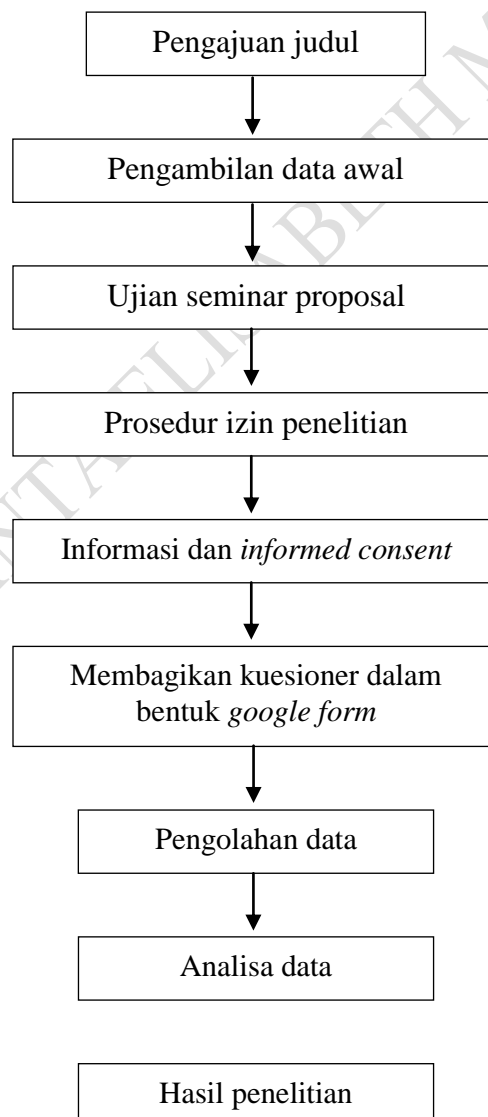 Pengajuan judul
Pengambilan data awal
Ujian seminar proposal
Prosedur izin penelitian
Informasi dan informed consent
Membagikan kuesioner dalam
bentuk google form
Pengolahan data
Analisa data
Hasil penelitian